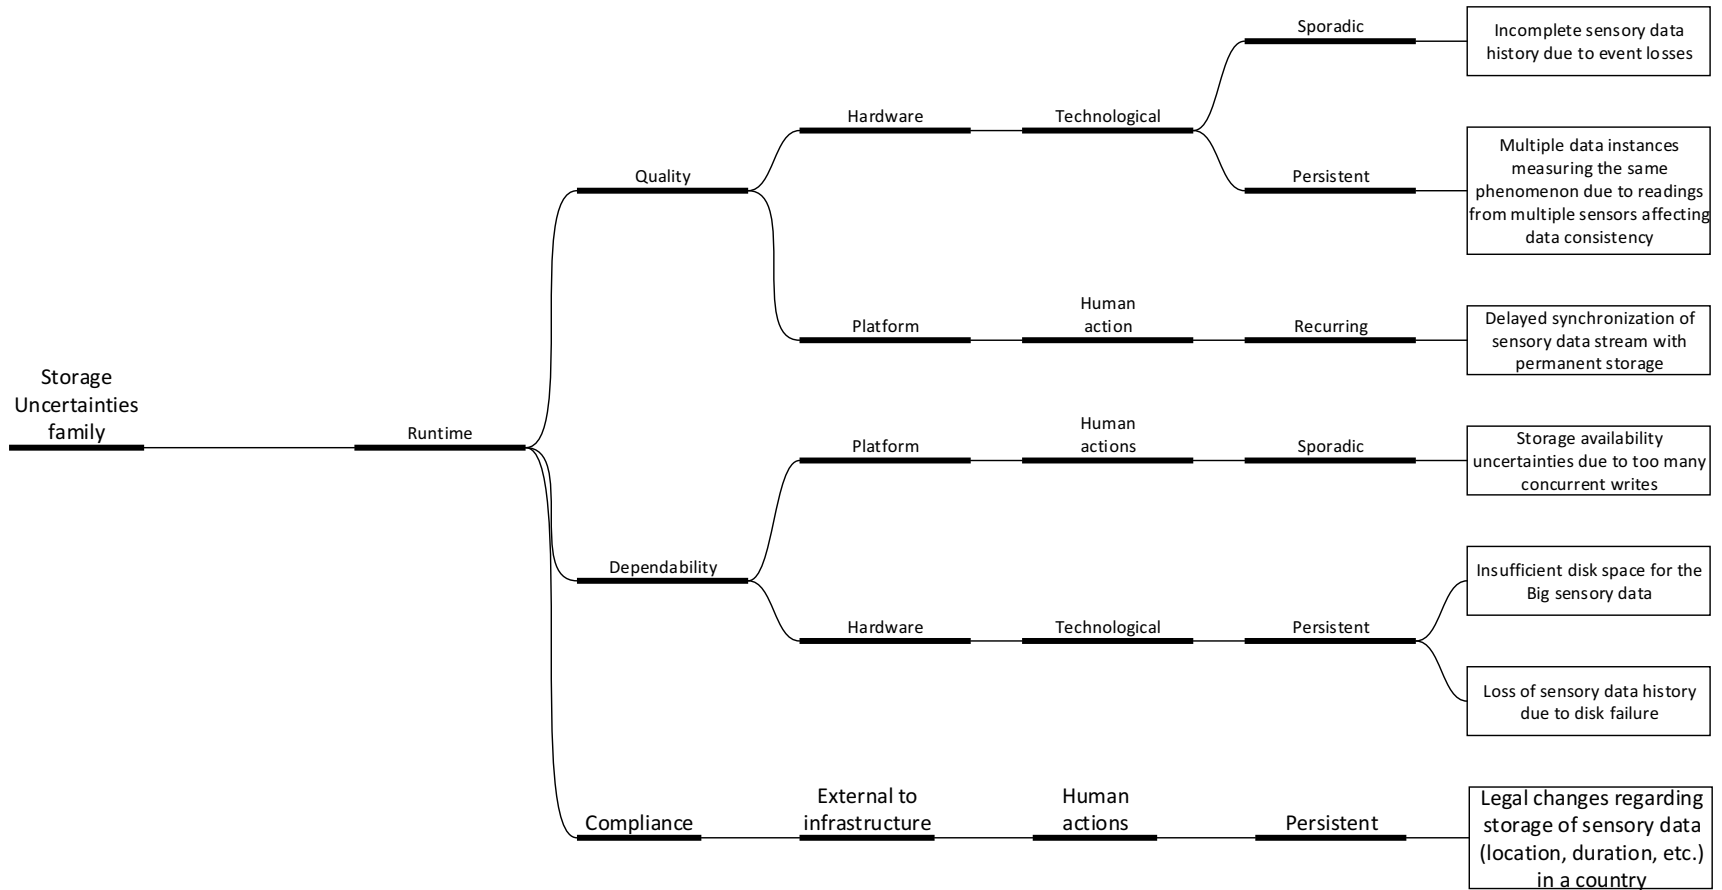 Storage
Uncertainties
family
Runtime
Quality
Hardware
Technological
Sporadic
Incomplete sensory data
history due to event losses
Persistent
Multiple data instances
measuring the same
phenomenon due to readings
from multiple sensors affecting
data consistency
Platform
Human
action
Recurring
Delayed synchronization of
sensory data stream with
permanent storage
Dependability
Platform
Human
actions
Sporadic
Storage availability
uncertainties due to too many
concurrent writes
Hardware
Technological
Persistent
Insufficient disk space for the
Big sensory data
Loss of sensory data history
due to disk failure
Compliance
External to
infrastructure
Human
actions
Persistent
Legal changes regarding
storage of sensory data
(location, duration, etc.)
in a country